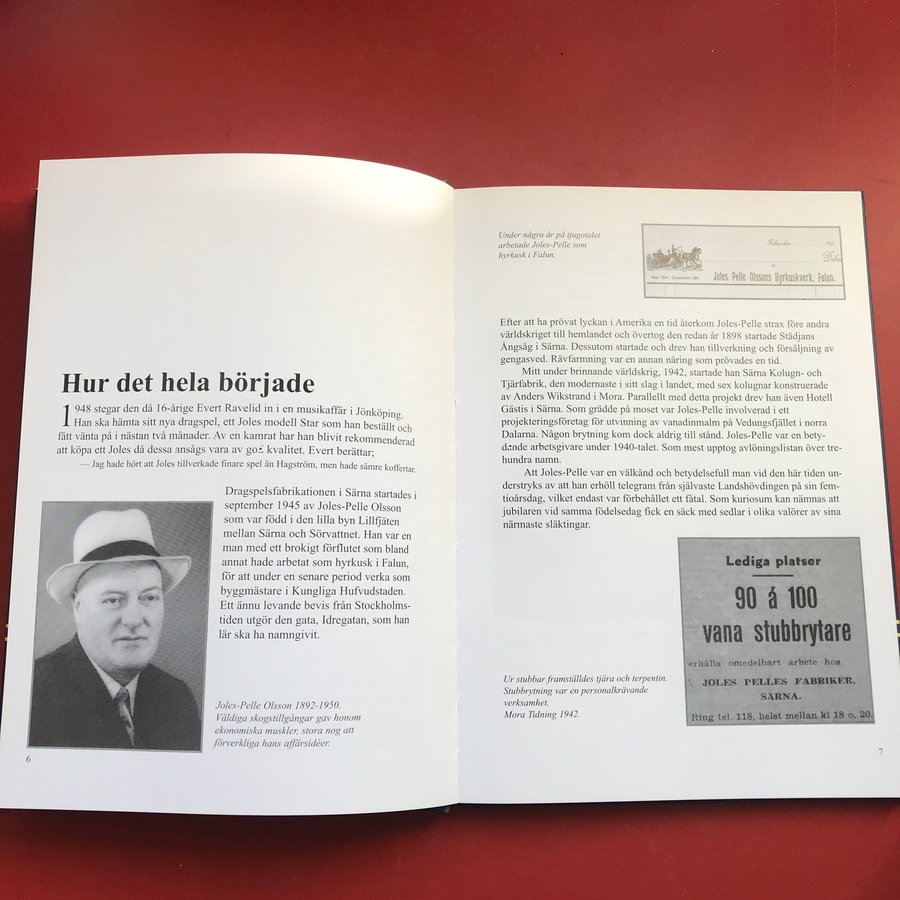 Hur det hela började
1948 stegar den då 16-årige Evert Ravelid in i en musikaffär i Jönköping.
Han ska hämta sitt nya dragspel, ett Joles modell Star som han beställt och
fått vänta på i nästan två månader. Av en kamrat har han blivit rekommenderad
att köpa ett Joles då dessa ansågs vara av god kvalitet. Evert berättar;
— Jag hade hört att Joles tillverkade finare spel än Hagström, men hade sämre koffertar.
Dragspelsfabrikationen i Särna startades i
september 1945 av Joles-Pelle Olsson
som var född i den lilla byn Lillfjäten
mellan Särna och Sörvattnet. Han var en
man med ett brokigt förflutet som bland
annat hade arbetat som hyrkusk i Falun,
för att under en senare period verka som
byggmästare i Kungliga Hufvudstaden.
Ett ännu levande bevis från Stockholms-
tiden utgör den gata, Idregatan, som han
lär ska ha namngivit.
Joles-Pelle Olsson 1892-1950.
Väldiga skogstillgångar gav honom
ekonomiska muskler, stora nog att
förverkliga hans affärsidéer.
6
Under några år på tjugotalet
arbetade Joles-Pelle som
hyrkusk i Falun.
Falun den 192
Debe
Joles Pelle Olssons Hyrkuskverk, Falun.
Efter att ha prövat lyckan i Amerika en tid återkom Joles-Pelle strax före andra
världskriget till hemlandet och övertog den redan år 1898 startade Städjans
Ångsåg i Särna. Dessutom startade och drev han tillverkning och försäljning av
gengasved. Rävfarmning var en annan näring som prövades en tid.
Mitt under brinnande världskrig, 1942, startade han Särna Kolugn- och
Tjärfabrik, den modernaste i sitt slag i landet, med sex kolugnar konstruerade
av Anders Wikstrand i Mora. Parallellt med detta projekt drev han även Hotell
Gästis i Särna. Som grädde på moset var Joles-Pelle involverad i ett
projekteringsföretag för utvinning av vanadinmalm på Vedungsfjället i norra
Dalarna. Någon brytning kom dock aldrig till stånd. Joles-Pelle var en bety-
dande arbetsgivare under 1940-talet. Som mest upptog avlöningslistan över tre-
hundra namn.
Att Joles-Pelle var en välkänd och betydelsefull man vid den här tiden un-
derstryks av att han erhöll telegram från självaste Landshövdingen på sin fem-
tioårsdag, vilket endast var förbehållet ett fåtal. Som kuriosum kan nämnas att
jubilaren vid samma födelsedag fick en säck med sedlar i olika valörer av sina
närmaste släktingar.
Lediga platser
90 á 100
vana stubbrytare
erhålla omedelbart arbete hos
JOLES PELLES FABRIKER,
SÄRNA.
Ring tel. 118, helst mellan kl 18 o. 20.
Ur stubbar framställdes tjära och terpentin.
Stubbrytning var en personalkrävande
verksamhet.
Mora Tidning 1942.
7